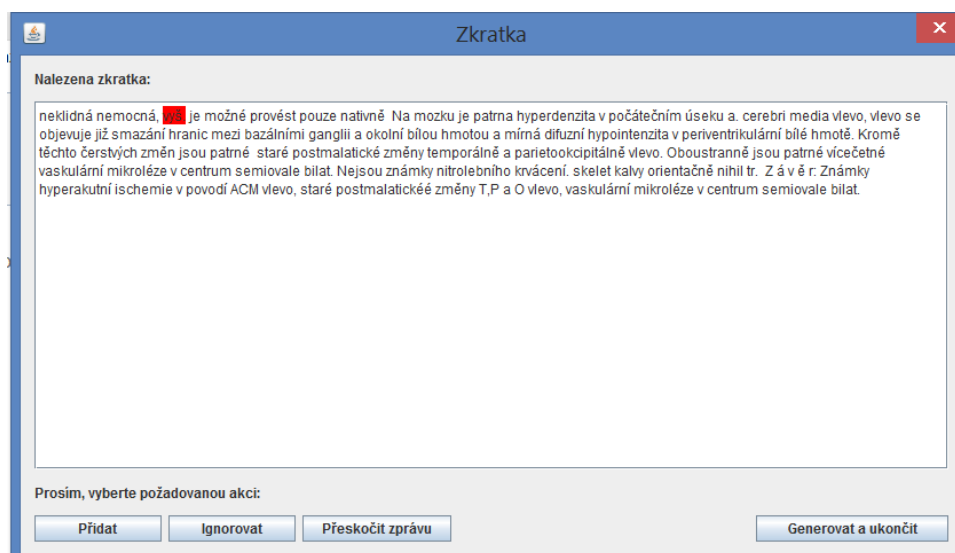 Zkratka
Nalezena zkratka:
neklidná nemocná, vyš. je možné provést pouze nativně  Na mozku je patrna hyperdenzita v počátečním úseku a. cerebri media vlevo, vlevo se
objevuje již smazání hranic mezi bazálními ganglii a okolní bílou hmotou a mírná difuzní hypointenzita v periventrikulární bílé hmotě. Kromě
těchto čerstvých změn jsou patrné  staré postmalatické změny temporálně a parietookcipitálně vlevo. Oboustranně jsou patrné vícečetné
vaskulární mikroléze v centrum semiovale bilat. Nejsou známky nitrolebního krvácení. skelet kalvy orientačně nihil tr.  Z á v ě r: Známky
hyperakutní ischemie v povodí ACM vlevo, staré postmalatickéé změny T,P a O vlevo, vaskulární mikroléze v centrum semiovale bilat.
Prosím, vyberte požadovanou akci:
Přidat Ignorovat Přeskočit zprávu Generovat a ukončit